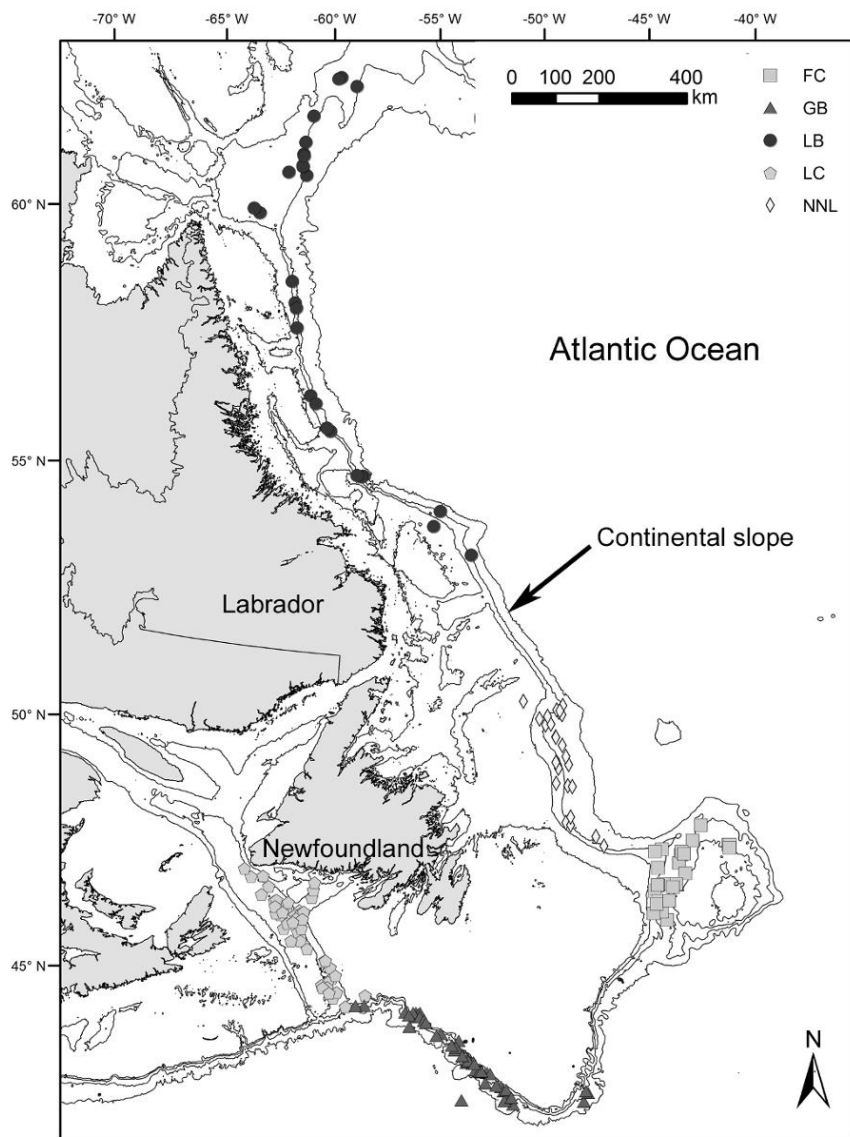 -70° W -65° W -60° W -55° W -50° W -45° W -40° W
0 100 200 400
km
FC
GB
LB
LC
NNL
60° N
Atlantic Ocean
55° N
Continental slope
Labrador
50° N
Newfoundland
45° N
N